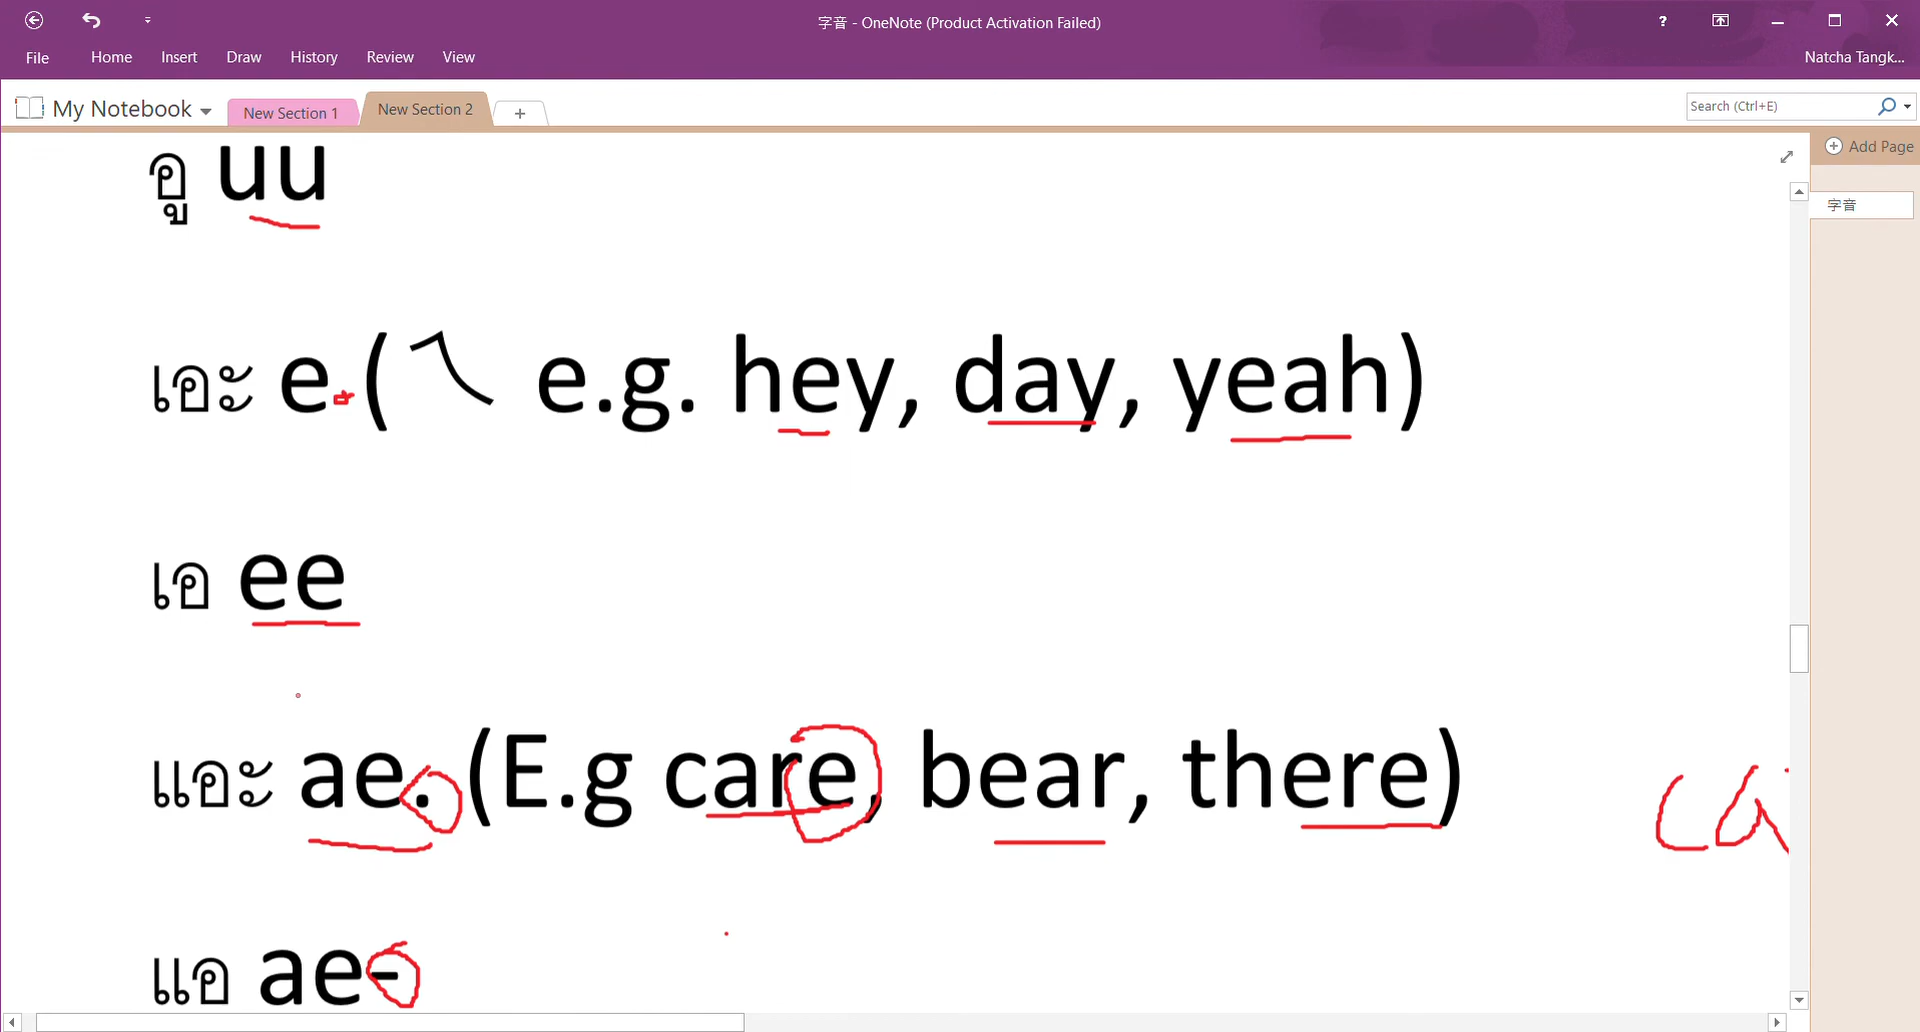 字音 - OneNote (Product Activation Failed)
?
File Home Insert Draw History Review View
Natcha Tangk...
My Notebook New Section 1 New Section 2 +
Search (Ctrl+E)
Add Page
字音
อู uu
เอะ e.(ㄟ e.g. hey, day, yeah)
เอ ee
แอะ ae. (E.g care, bear, there)
ca
แอ ae-